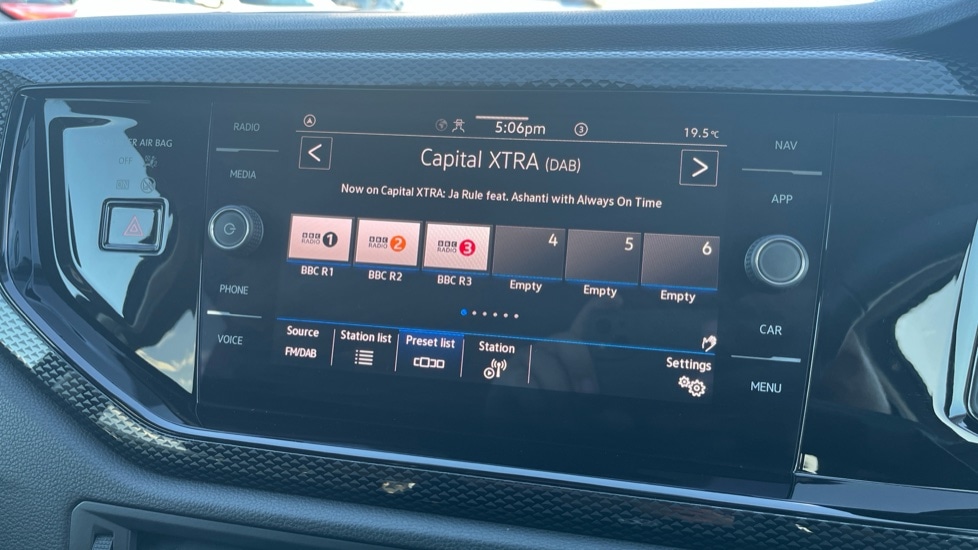 5:06pm
3
19.5°C
RADIO
MEDIA
PHONE
VOICE
AIR BAG
OFF
<
Capital XTRA (DAB)
>
Now on Capital XTRA: Ja Rule feat. Ashanti with Always On Time
BBC RADIO 1
BBC RADIO 2
BBC RADIO 3
4
5
6
BBC R1
BBC R2
BBC R3
Empty
Empty
Empty
Source
FM/DAB
Station list
Preset list
Station
Settings
NAV
APP
CAR
MENU